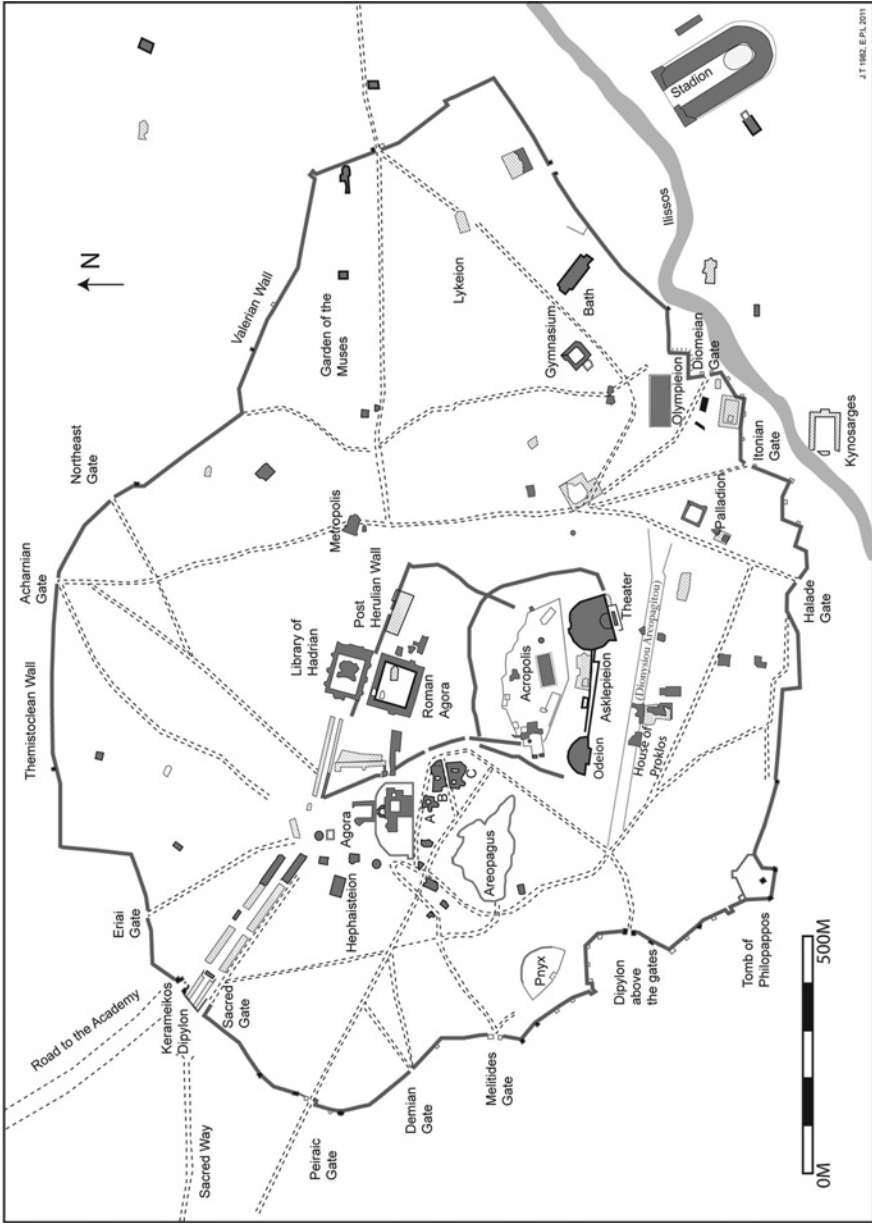 J.T 1982, E.P.L 2011
N
Stadion
Ilissos
Valerian Wall
Garden of the
Muses
Lykeion
Gymnasium
Bath
Northeast
Gate
Olympieion
Diomeian
Gate
Itonian
Gate
Kynosarges
Acharnian
Gate
Metropolis
Palladion
Halade
Gate
Themistoclean Wall
Library of
Hadrian
Post
Herulian Wall
Roman
Agora
Acropolis
Theater
Asklepieion
Odeion
(Dionysiou Areopagitou)
House of
Proklos
Eriai
Gate
Agora
A
B
C
Hephaisteion
Areopagus
Kerameikos
Dipylon
Sacred
Gate
Road to the Academy
Sacred Way
Peiraic
Gate
Demian
Gate
Melitides
Gate
Pnyx
Dipylon
above
the gates
Tomb of
Philopappos
0M
500M